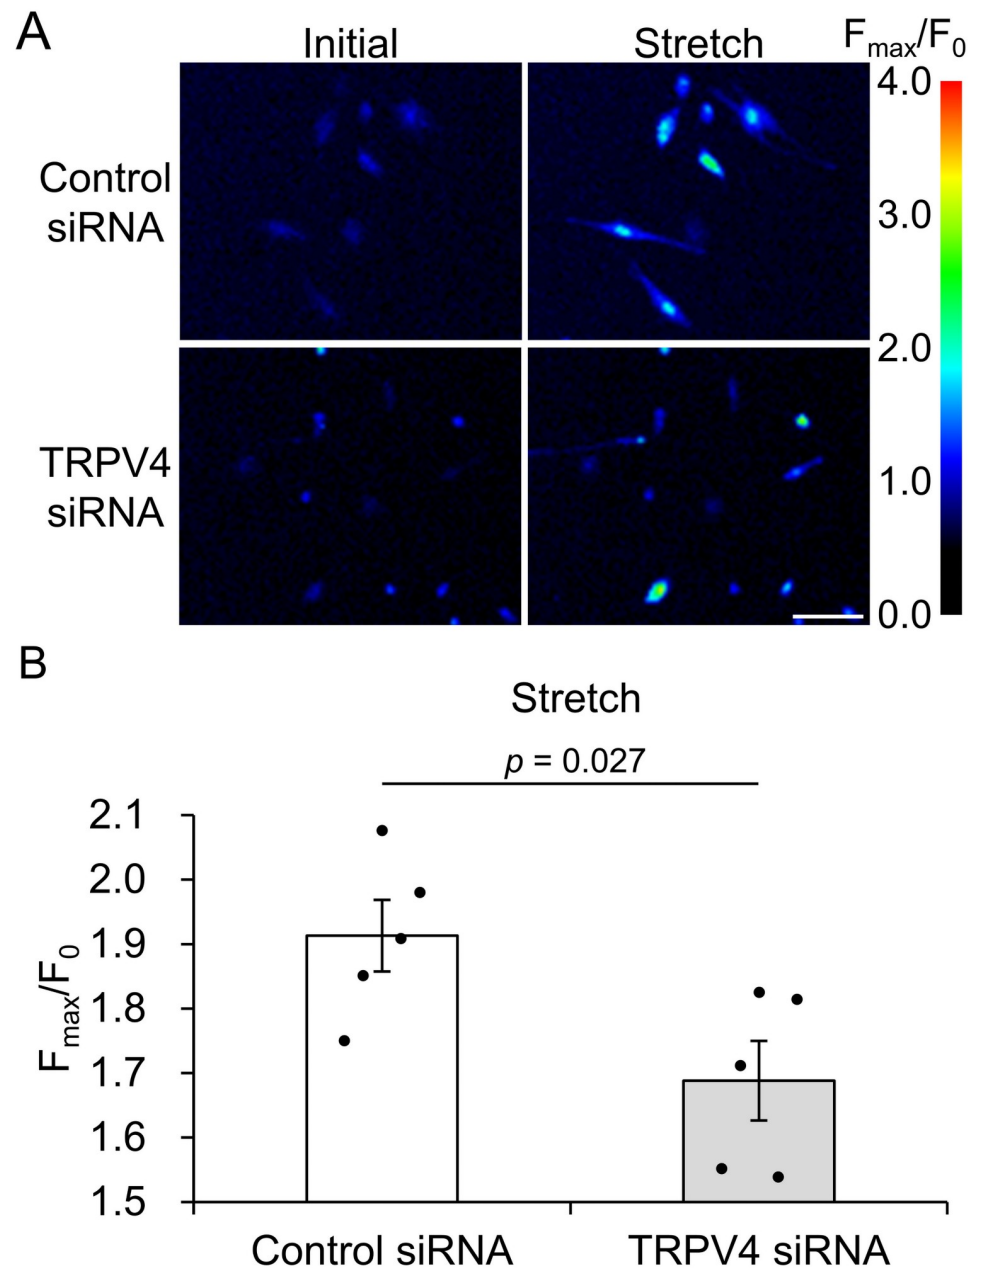 A
Initial
Stretch
Fmax/F0
Control
siRNA
TRPV4
siRNA
4.0
3.0
2.0
1.0
0.0
B
Stretch
p = 0.027
Fmax/F0
2.1
2.0
1.9
1.8
1.7
1.6
1.5
Control siRNA
TRPV4 siRNA